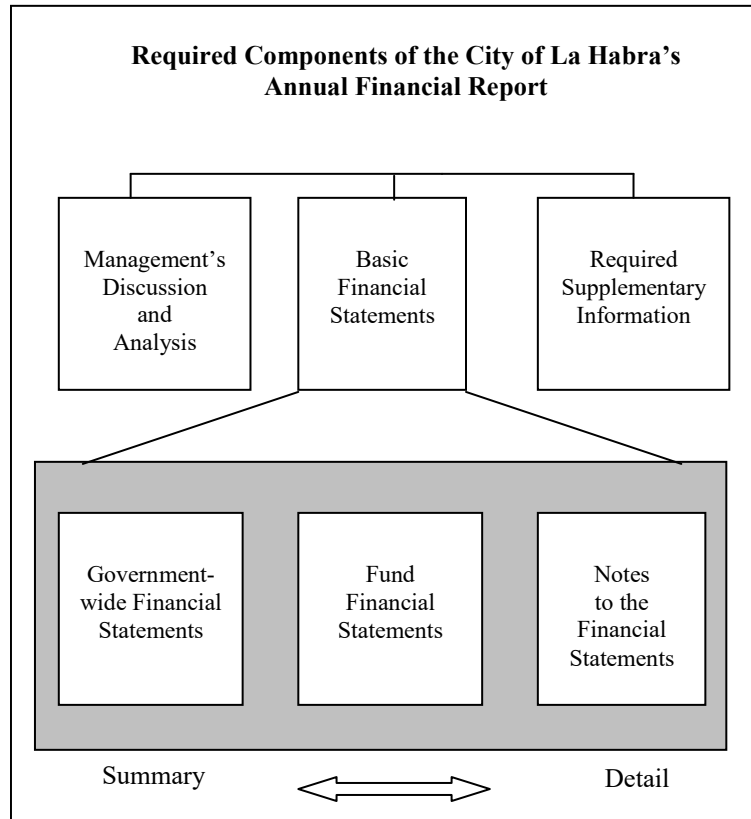 Required Components of the City of La Habra’s
Annual Financial Report
Management’s
Discussion
and
Analysis
Basic
Financial
Statements
Required
Supplementary
Information
Government-
wide Financial
Statements
Fund
Financial
Statements
Notes
to the
Financial
Statements
Summary
Detail